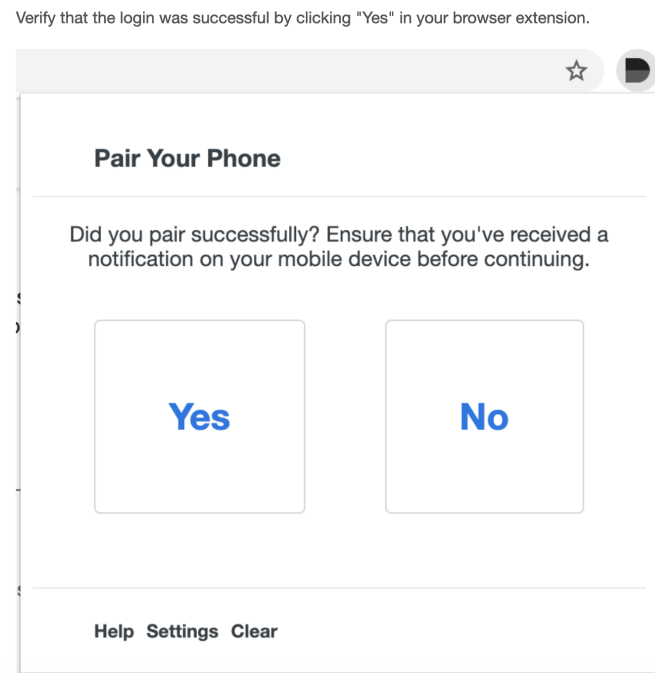 Verify that the login was successful by clicking "Yes" in your browser extension.
Pair Your Phone
Did you pair successfully? Ensure that you've received a
notification on your mobile device before continuing.
Yes
No
Help Settings Clear